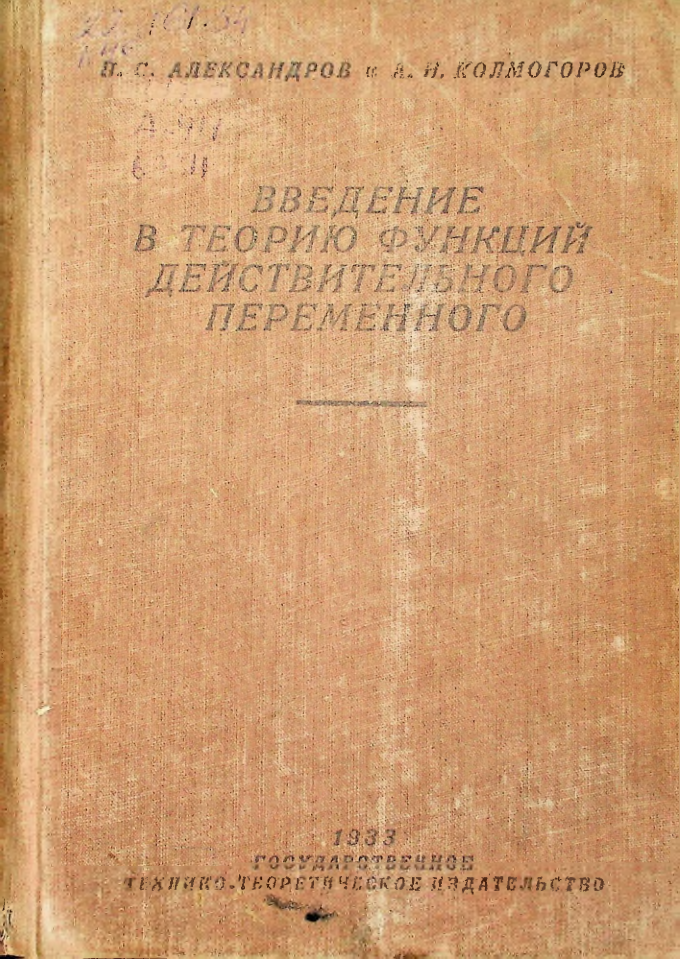 П. С. АЛЕКСАНДРОВ и А. Н. КОЛМОГОРОВ
ВВЕДЕНИЕ
В ТЕОРИЮ ФУНКЦИЙ
ДЕЙСТВИТЕЛЬНОГО
ПЕРЕМЕННОГО
1933
ГОСУДАРСТВЕННОЕ
ТЕХНИКО-ТЕОРЕТИЧЕСКОЕ ИЗДАТЕЛЬСТВО